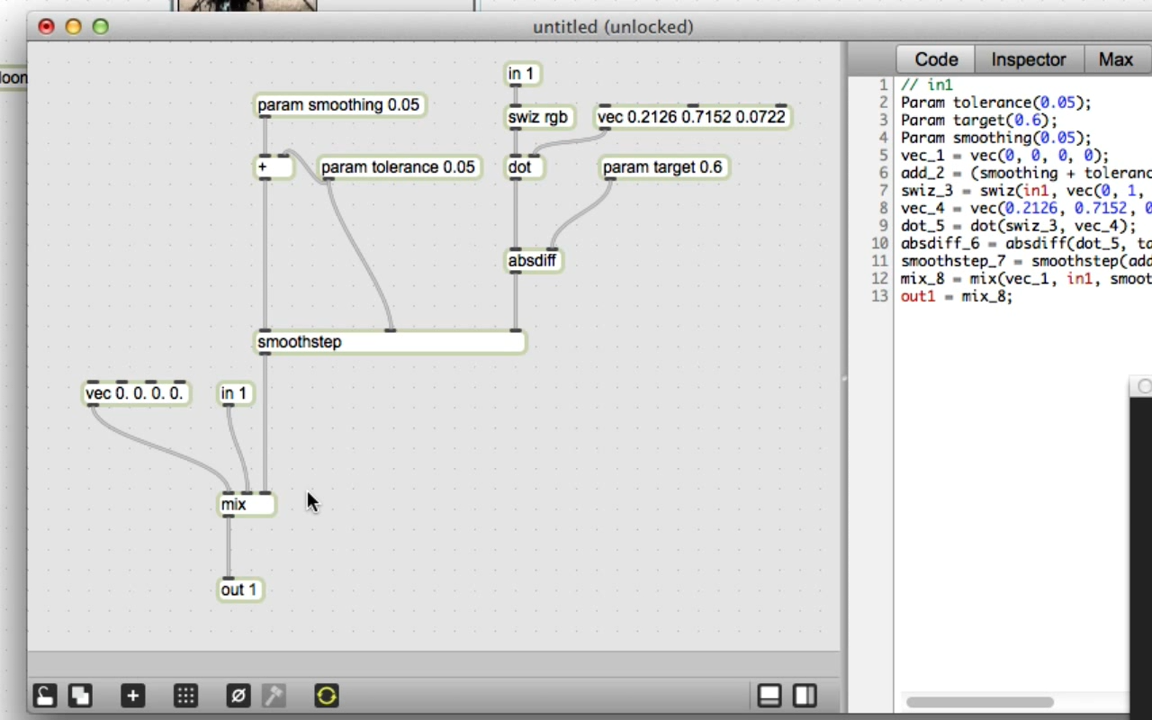 untitled (unlocked)
loon
in 1
param smoothing 0.05
swiz rgb
vec 0.2126 0.7152 0.0722
+
param tolerance 0.05
dot
param target 0.6
absdiff
smoothstep
vec 0. 0. 0. 0.
in 1
mix
out 1
Code Inspector Max
1 // in1
2 Param tolerance(0.05);
3 Param target(0.6);
4 Param smoothing(0.05);
5 vec_1 = vec(0, 0, 0, 0);
6 add_2 = (smoothing + toleranc
7 swiz_3 = swiz(in1, vec(0, 1,
8 vec_4 = vec(0.2126, 0.7152, 0
9 dot_5 = dot(swiz_3, vec_4);
10 absdiff_6 = absdiff(dot_5, ta
11 smoothstep_7 = smoothstep(add
12 mix_8 = mix(vec_1, in1, smoot
13 out1 = mix_8;